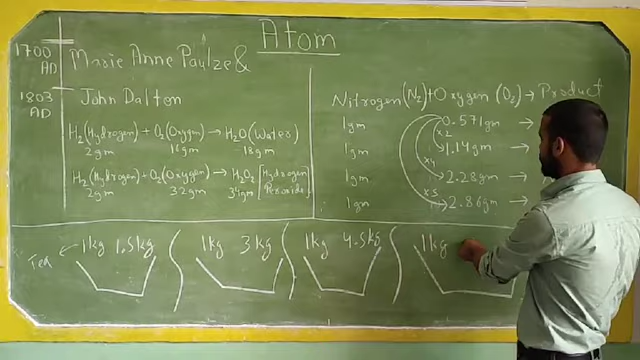 Atom
1700 AD
Marie Anne Paulze &
1803 AD
John Dalton
H₂(Hydrogen) + O₂(Oxygen) → H₂O(Water)
2gm 16gm 18gm
H₂(Hydrogen) + O₂(Oxygen) → H₂O₂ (Hydrogen Peroxide)
2gm 32gm 34gm
Nitrogen(N₂)+Oxygen (O₂) → Product
1gm 0.571gm →
x2
1gm 1.14gm →
x4
1gm 2.28gm →
x5
1gm 2.86gm →
Tea ← 1kg 1.5kg
1kg 3kg
1kg 4.5kg
1kg